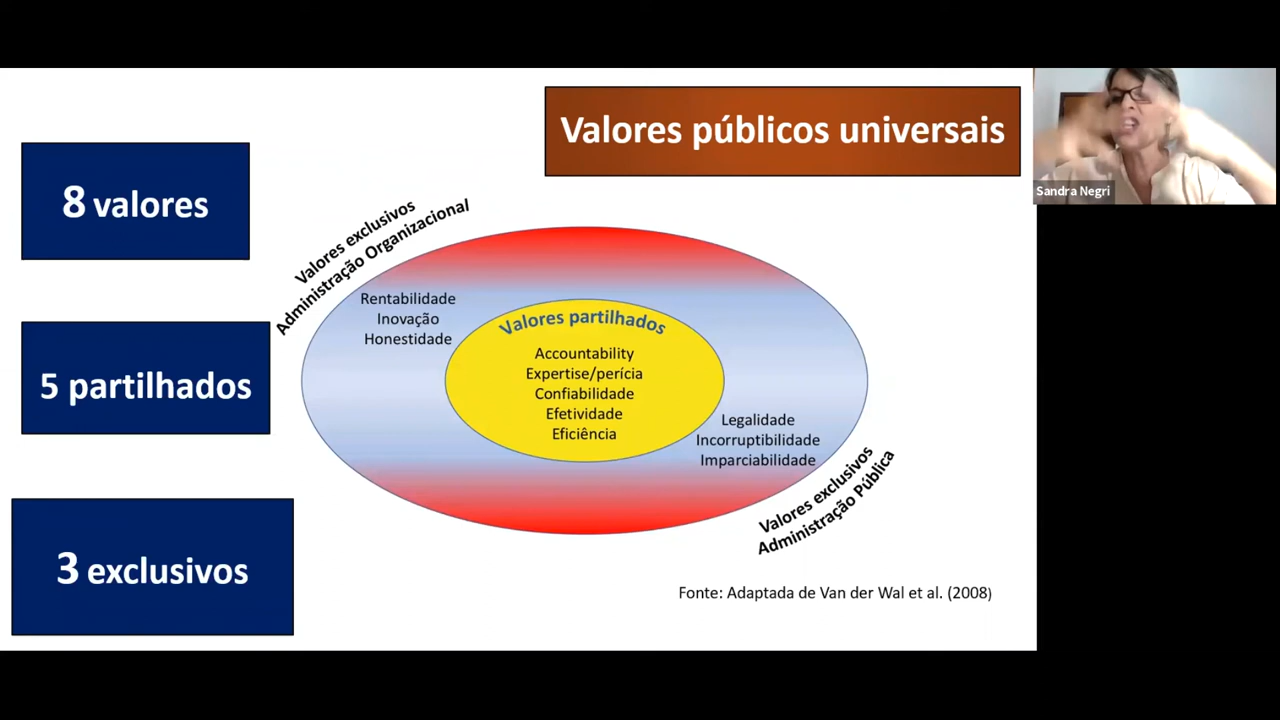 Valores públicos universais
Sandra Negri
8 valores
5 partilhados
3 exclusivos
Valores exclusivos
Administração Organizacional
Rentabilidade
Inovação
Honestidade
Valores partilhados
Accountability
Expertise/perícia
Confiabilidade
Efetividade
Eficiência
Legalidade
Incorruptibilidade
Imparciabilidade
Valores exclusivos
Administração Pública
Fonte: Adaptada de Van der Wal et al. (2008)